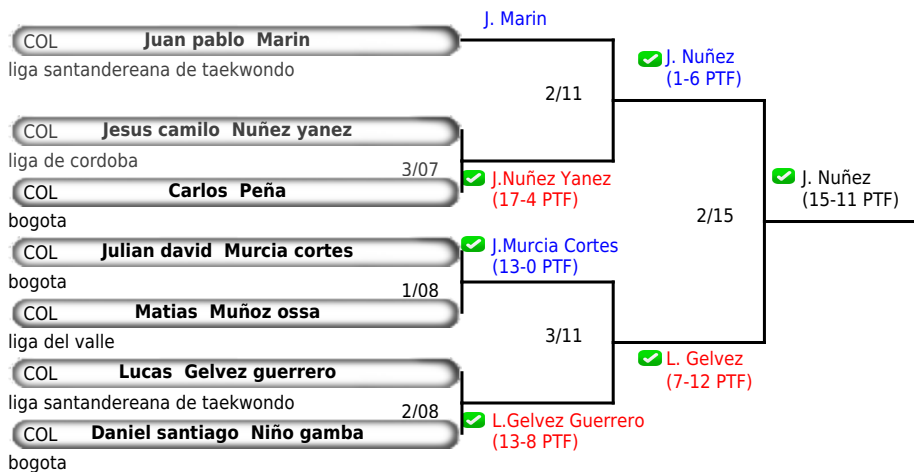 J. Marin
COL Juan pablo Marin
liga santandereana de taekwondo
J. Nuñez
(1-6 PTF)
2/11
COL Jesus camilo Nuñez yanez
liga de cordoba
3/07
J.Nuñez Yanez
(17-4 PTF)
COL Carlos Peña
bogota
J. Nuñez
(15-11 PTF)
2/15
COL Julian david Murcia cortes
bogota
J.Murcia Cortes
(13-0 PTF)
1/08
COL Matias Muñoz ossa
liga del valle
3/11
L. Gelvez
(7-12 PTF)
COL Lucas Gelvez guerrero
liga santandereana de taekwondo
2/08
L.Gelvez Guerrero
(13-8 PTF)
COL Daniel santiago Niño gamba
bogota